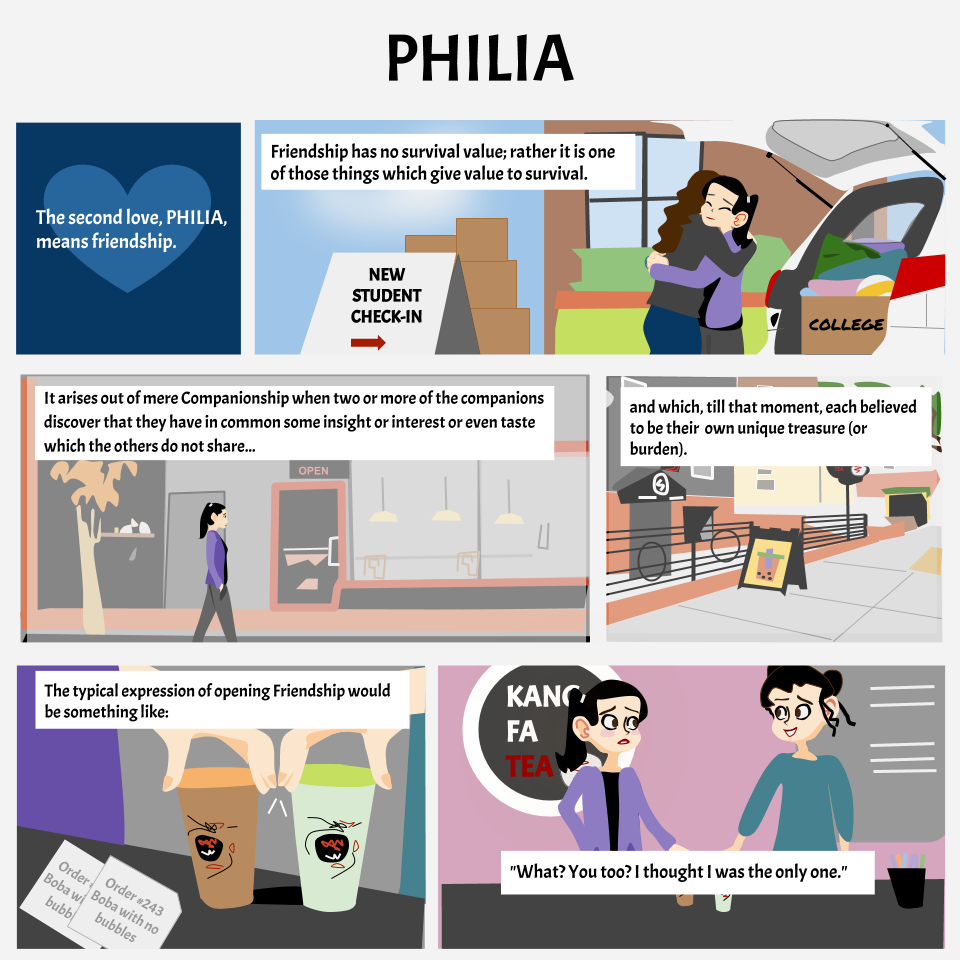 PHILIA
The second love, PHILIA,
means friendship.
Friendship has no survival value; rather it is one
of those things which give value to survival.
NEW
STUDENT
CHECK-IN
COLLEGE
It arises out of mere Companionship when two or more of the companions
discover that they have in common some insight or interest or even taste
which the others do not share...
OPEN
and which, till that moment, each believed
to be their own unique treasure (or
burden).
The typical expression of opening Friendship would
be something like:
Order
Boba wi
bubb
Order #243
Boba with no
bubbles
KANG
FA
TEA
"What? You too? I thought I was the only one."